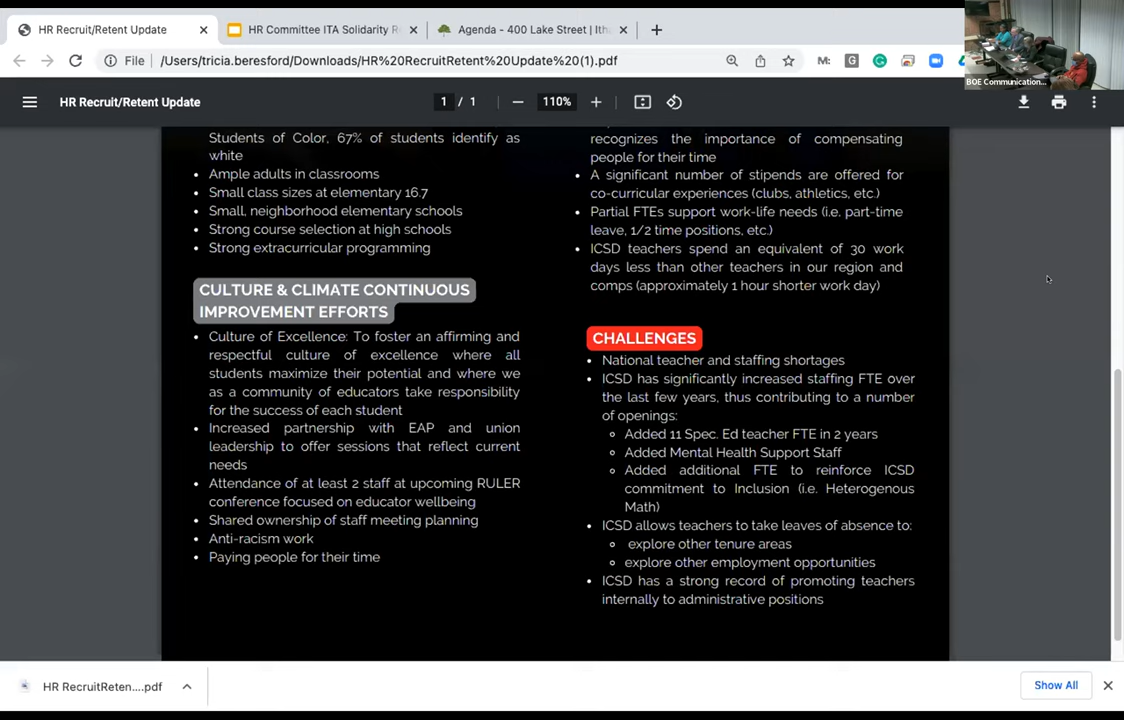 HR Recruit/Retent Update
HR Committee ITA Solidarity R
Agenda - 400 Lake Street | Itha
File
/Users/tricia.beresford/Downloads/HR%20RecruitRetent%20Update%20(1).pdf
M:
G
BOE Communication...
HR Recruit/Retent Update
1 / 1
110%
Students of Color, 67% of students identify as
white
• Ample adults in classrooms
• Small class sizes at elementary 16.7
• Small, neighborhood elementary schools
• Strong course selection at high schools
• Strong extracurricular programming
CULTURE & CLIMATE CONTINUOUS
IMPROVEMENT EFFORTS
• Culture of Excellence: To foster an affirming and
respectful culture of excellence where all
students maximize their potential and where we
as a community of educators take responsibility
for the success of each student
• Increased partnership with EAP and union
leadership to offer sessions that reflect current
needs
• Attendance of at least 2 staff at upcoming RULER
conference focused on educator wellbeing
• Shared ownership of staff meeting planning
• Anti-racism work
• Paying people for their time
recognizes the importance of compensating
people for their time
• A significant number of stipends are offered for
co-curricular experiences (clubs, athletics, etc.)
• Partial FTEs support work-life needs (i.e. part-time
leave, 1/2 time positions, etc.)
• ICSD teachers spend an equivalent of 30 work
days less than other teachers in our region and
comps (approximately 1 hour shorter work day)
CHALLENGES
• National teacher and staffing shortages
• ICSD has significantly increased staffing FTE over
the last few years, thus contributing to a number
of openings:
○ Added 11 Spec. Ed teacher FTE in 2 years
○ Added Mental Health Support Staff
○ Added additional FTE to reinforce ICSD
commitment to Inclusion (i.e. Heterogenous
Math)
• ICSD allows teachers to take leaves of absence to:
○ explore other tenure areas
○ explore other employment opportunities
• ICSD has a strong record of promoting teachers
internally to administrative positions
HR RecruitReten....pdf
Show All